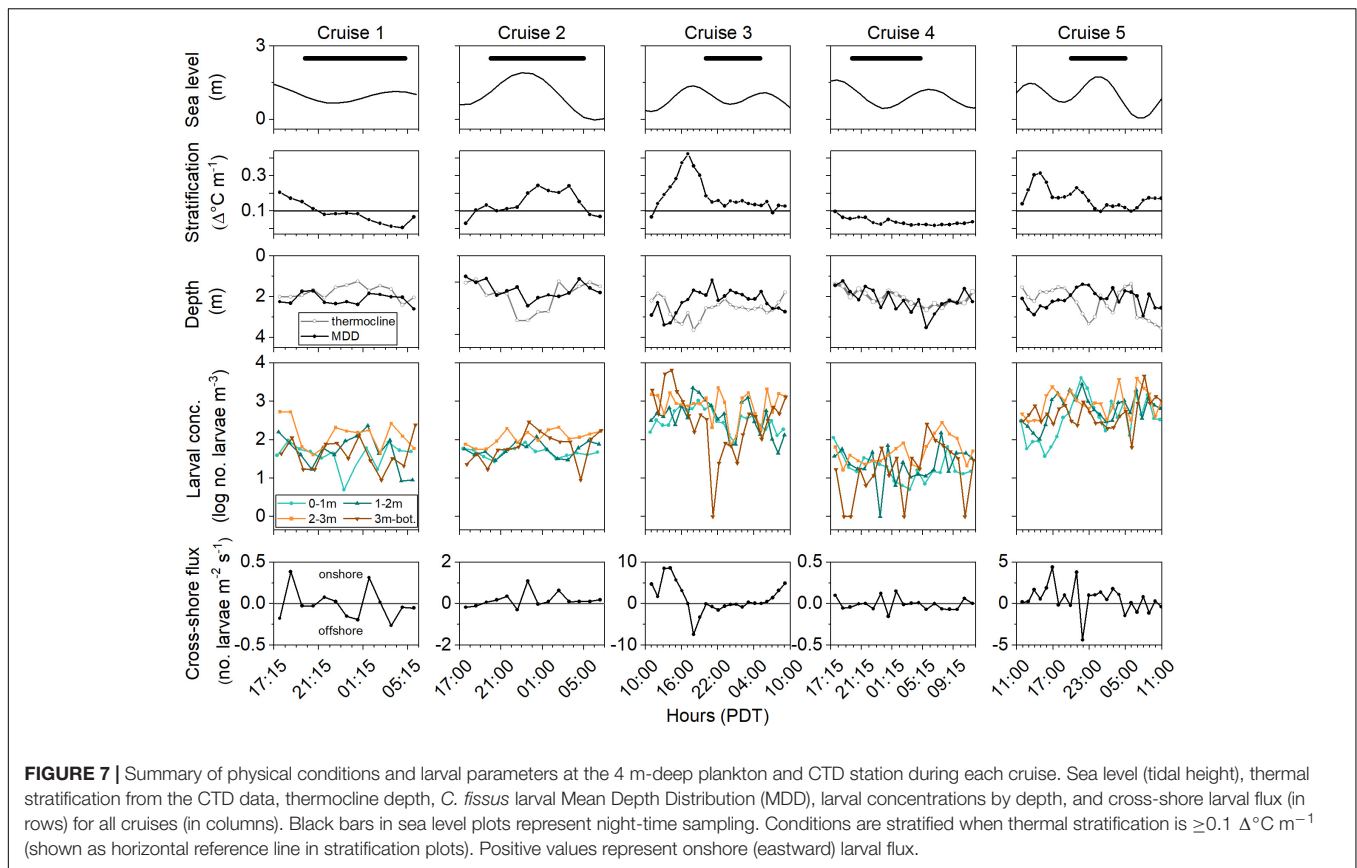 Cruise 1 Cruise 2 Cruise 3 Cruise 4 Cruise 5
Sea level
(m)
3
0
Stratification
(Δ°C m-1)
0.3
0.1
Depth
(m)
0
2
4
thermocline
MDD
Larval conc.
(log no. larvae m-3)
4
3
2
1
0
0-1m 1-2m
2-3m 3m-bot.
Cross-shore flux
(no. larvae m-2 s-1)
0.5 2 10 0.5 5
0.0 0 0 0.0 0
-0.5 -2 -10 -0.5 -5
onshore
offshore
17:15 21:15 01:15 05:15 17:00 21:00 01:00 05:00 10:00 16:00 22:00 04:00 10:00 17:15 21:15 01:15 05:15 09:15 11:00 17:00 23:00 05:00 11:00
Hours (PDT)
FIGURE 7 | Summary of physical conditions and larval parameters at the 4 m-deep plankton and CTD station during each cruise. Sea level (tidal height), thermal
stratification from the CTD data, thermocline depth, C. fissus larval Mean Depth Distribution (MDD), larval concentrations by depth, and cross-shore larval flux (in
rows) for all cruises (in columns). Black bars in sea level plots represent night-time sampling. Conditions are stratified when thermal stratification is ≥0.1 Δ°C m−1
(shown as horizontal reference line in stratification plots). Positive values represent onshore (eastward) larval flux.